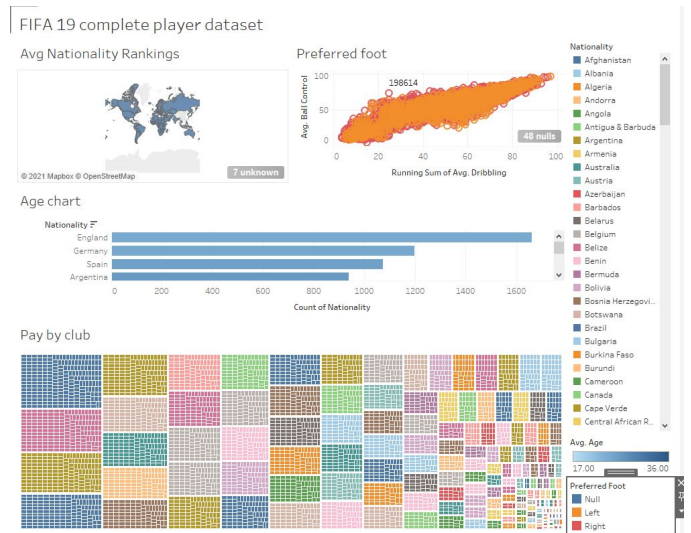 FIFA 19 complete player dataset
Avg Nationality Rankings
© 2021 Mapbox © OpenStreetMap
7 unknown
Preferred foot
Avg. Ball Control
100
50
0
198614
48 nulls
0 20 40 60 80 100
Running Sum of Avg. Dribbling
Age chart
Nationality
England
Germany
Spain
Argentina
0 200 400 600 800 1000 1200 1400 1600
Count of Nationality
Pay by club
Nationality
Afghanistan
Albania
Algeria
Andorra
Angola
Antigua & Barbuda
Argentina
Armenia
Australia
Austria
Azerbaijan
Barbados
Belarus
Belgium
Belize
Benin
Bermuda
Bolivia
Bosnia Herzegovi..
Botswana
Brazil
Bulgaria
Burkina Faso
Burundi
Cameroon
Canada
Cape Verde
Central African R...
Avg. Age
17.00 36.00
Preferred Foot
Null
Left
Right